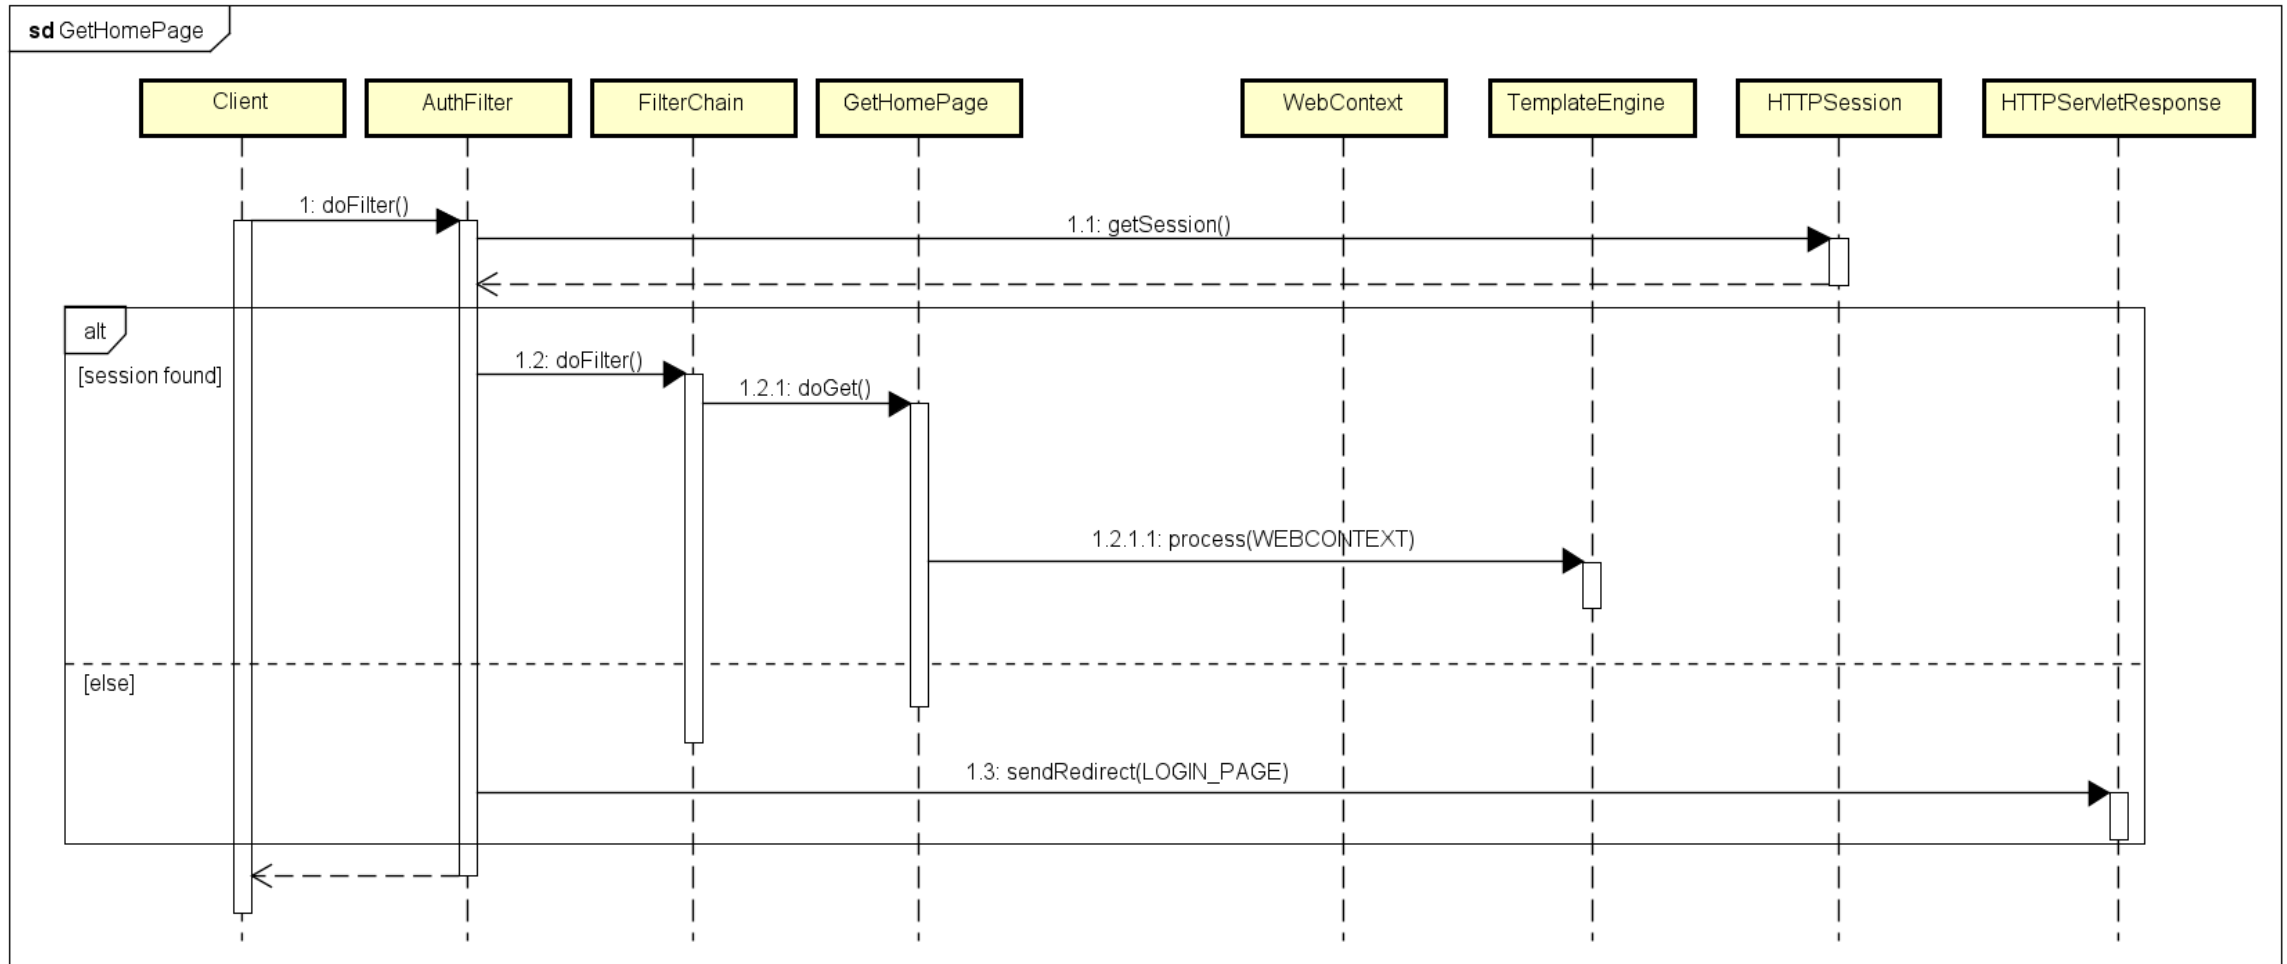 sd GetHomePage
Client
AuthFilter
FilterChain
GetHomePage
WebContext
TemplateEngine
HTTPSession
HTTPServletResponse
1: doFilter()
1.1: getSession()
alt
[session found]
1.2: doFilter()
1.2.1: doGet()
1.2.1.1: process(WEBCONTEXT)
[else]
1.3: sendRedirect(LOGIN_PAGE)